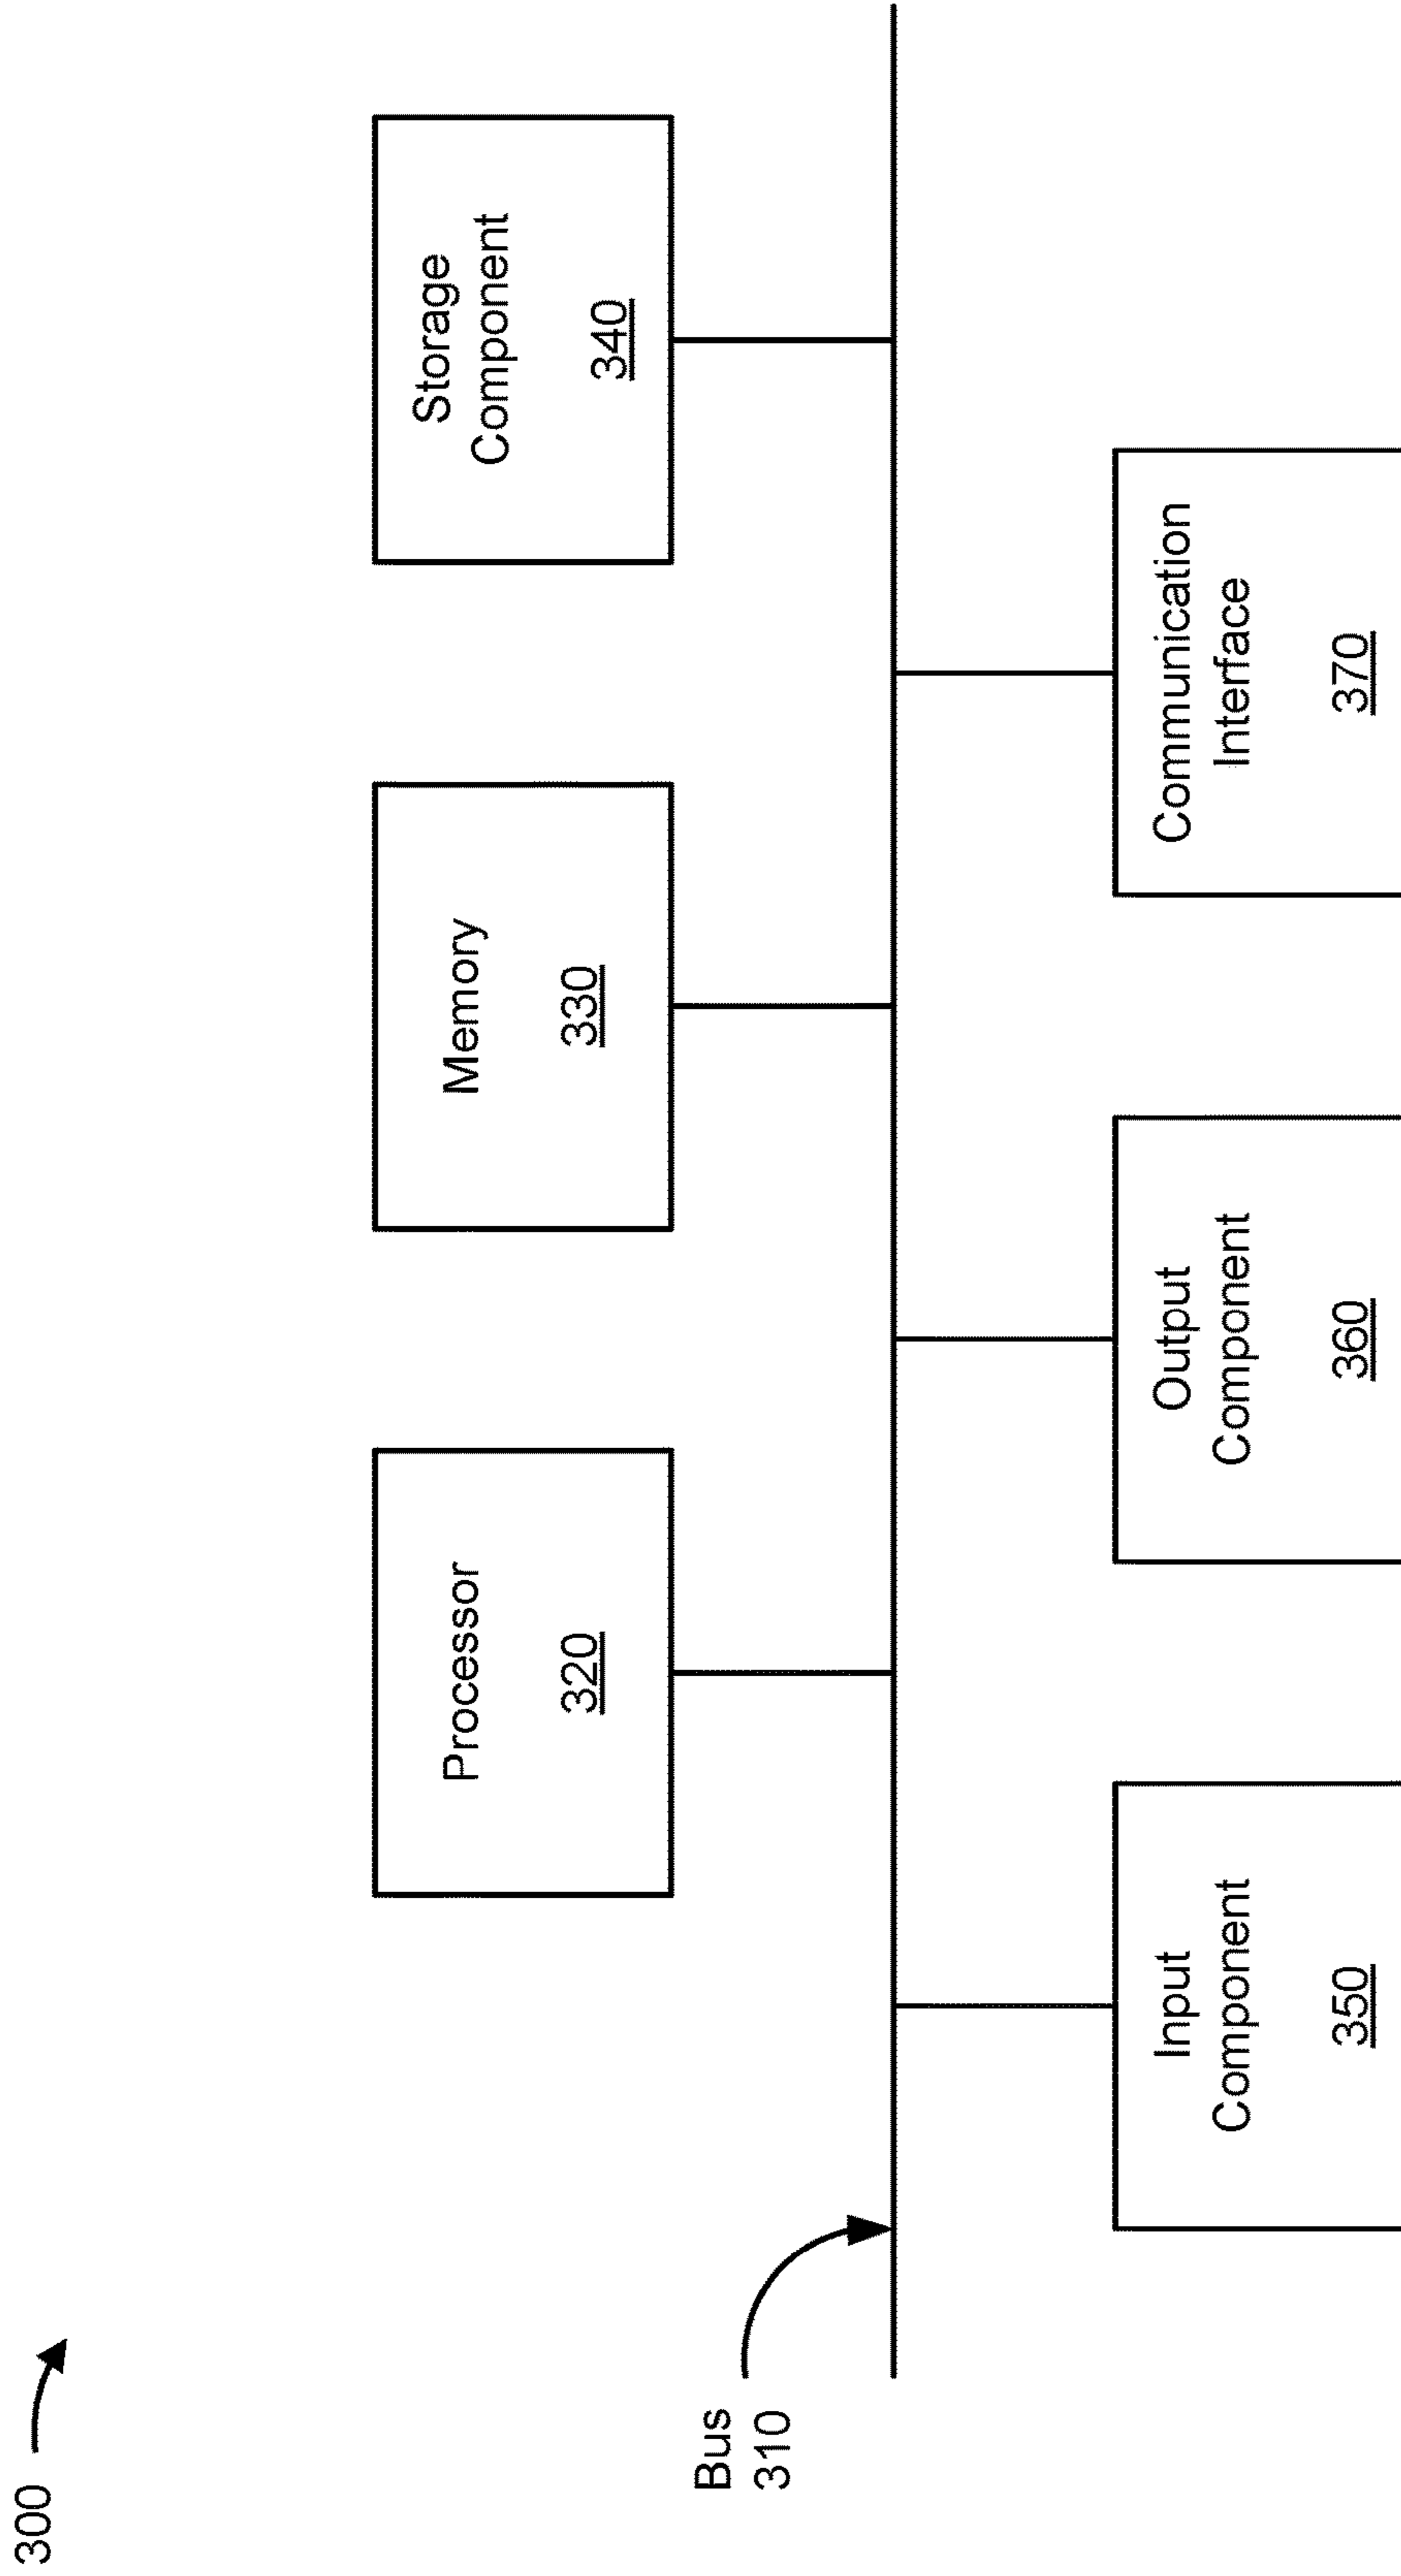 300
Bus
310
Processor
320
Memory
330
Storage
Component
340
Input
Component
350
Output
Component
360
Communication
Interface
370